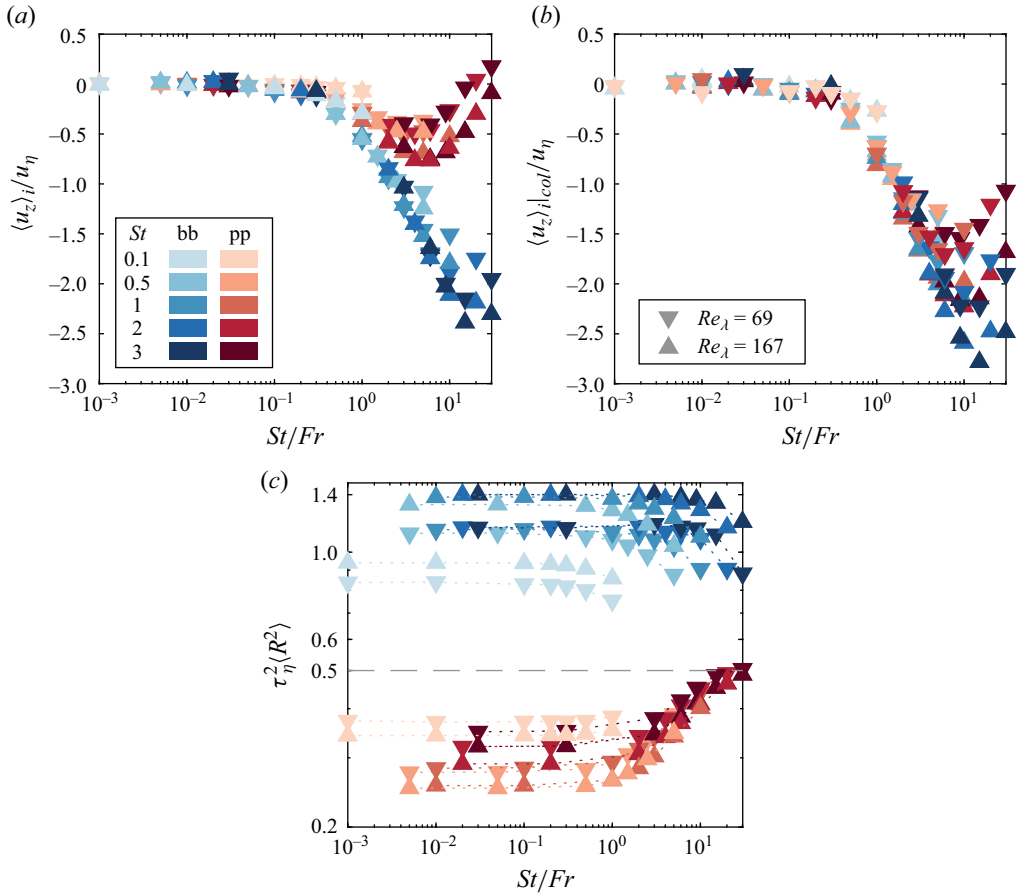 (a)
0.5
0
−0.5
−1.0
−1.5
−2.0
−2.5
−3.0
⟨u_z⟩_i/u_η
St bb pp
0.1
0.5
1
2
3
10^−3 10^−2 10^−1 10^0 10^1
St/Fr
(b)
0.5
0
−0.5
−1.0
−1.5
−2.0
−2.5
−3.0
⟨u_z⟩_i|_col/u_η
Re_λ = 69
Re_λ = 167
10^−3 10^−2 10^−1 10^0 10^1
St/Fr
(c)
1.4
1.0
0.6
0.5
0.2
τ_η^2⟨R^2⟩
10^−3 10^−2 10^−1 10^0 10^1
St/Fr